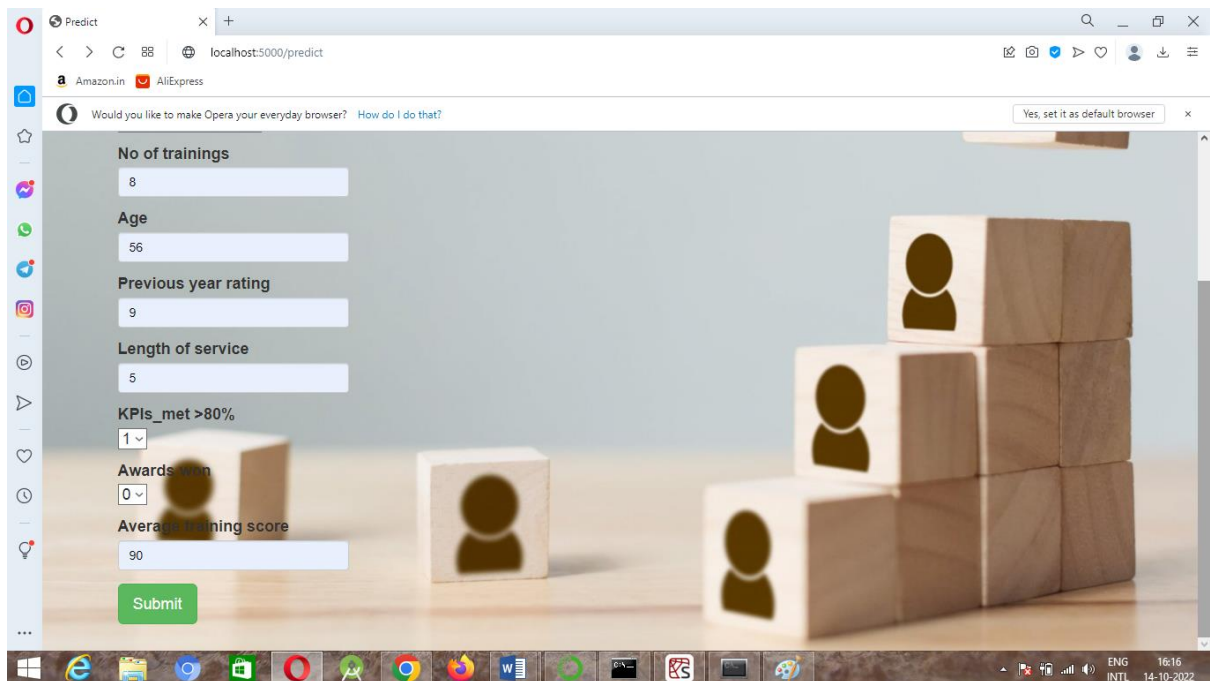 Predict
localhost:5000/predict
Amazon.in AliExpress
Would you like to make Opera your everyday browser? How do I do that? Yes, set it as default browser
No of trainings
8
Age
56
Previous year rating
9
Length of service
5
KPIs_met >80%
1
Awards won
0
Average training score
90
Submit
ENG 16:16
INTL 14-10-2022